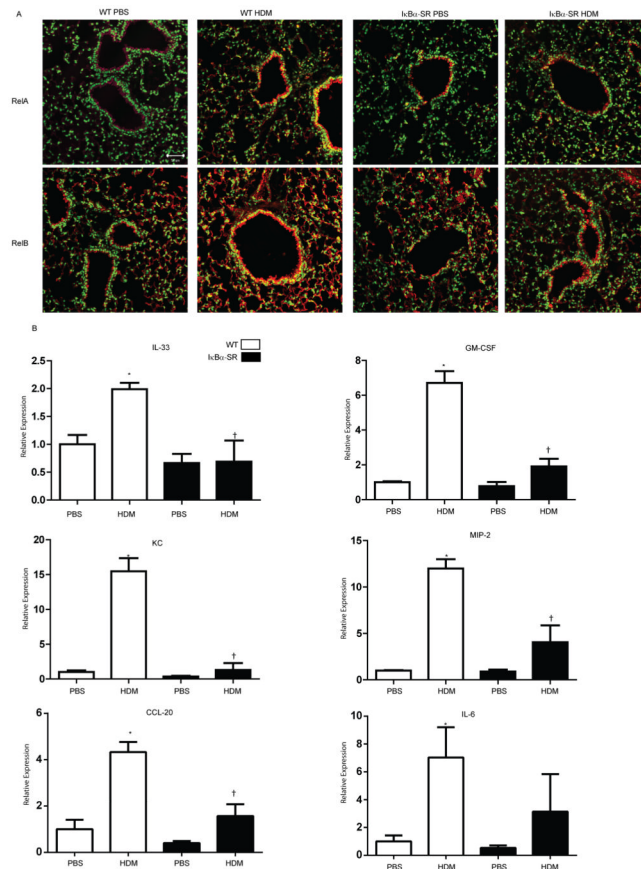 A
WT PBS
WT HDM
IκBα-SR PBS
IκBα-SR HDM
RelA
RelB
B
IL-33
WT
IκBα-SR
Relative Expression
2.5
2.0
1.5
1.0
0.5
0.0
*
†
PBS
HDM
PBS
HDM
GM-CSF
Relative Expression
8
6
4
2
0
*
†
PBS
HDM
PBS
HDM
KC
Relative Expression
20
15
10
5
0
*
†
PBS
HDM
PBS
HDM
MIP-2
Relative Expression
15
10
5
0
*
†
PBS
HDM
PBS
HDM
CCL-20
Relative Expression
6
4
2
0
*
†
PBS
HDM
PBS
HDM
IL-6
Relative Expression
10
8
6
4
2
0
*
PBS
HDM
PBS
HDM